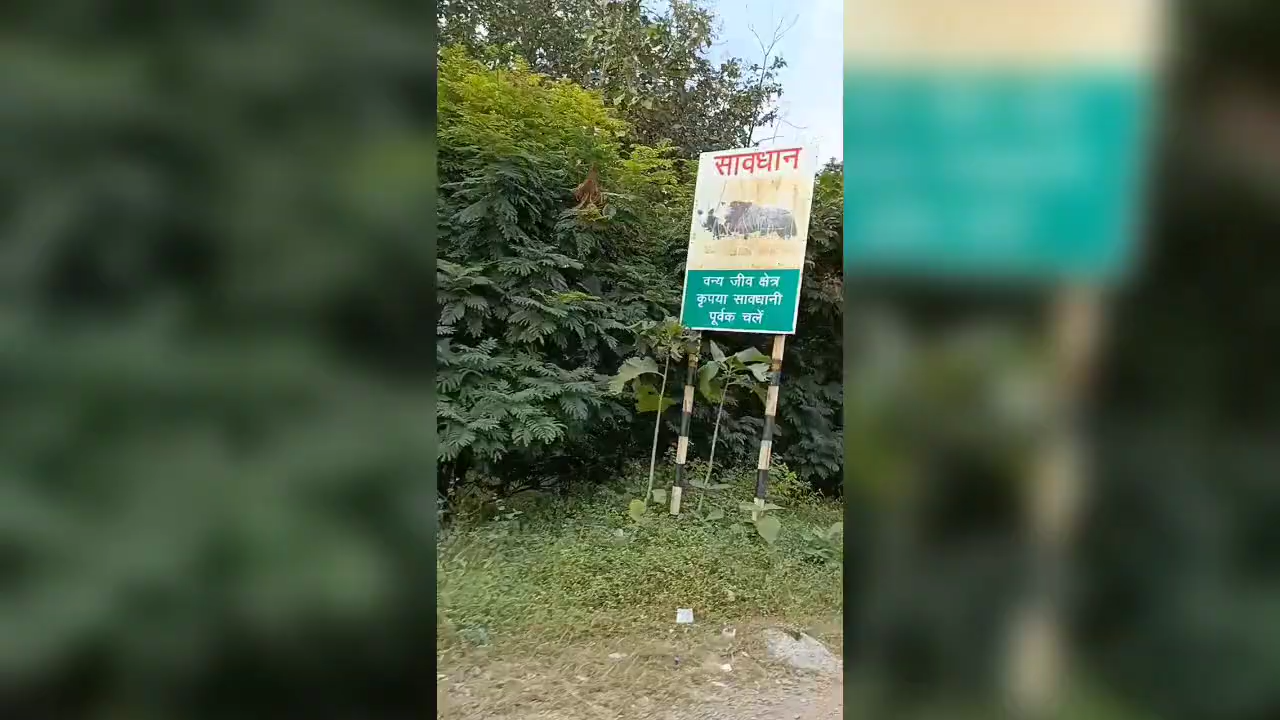 सावधान
वन्य जीव क्षेत्र
कृपया सावधानी
पूर्वक चलें